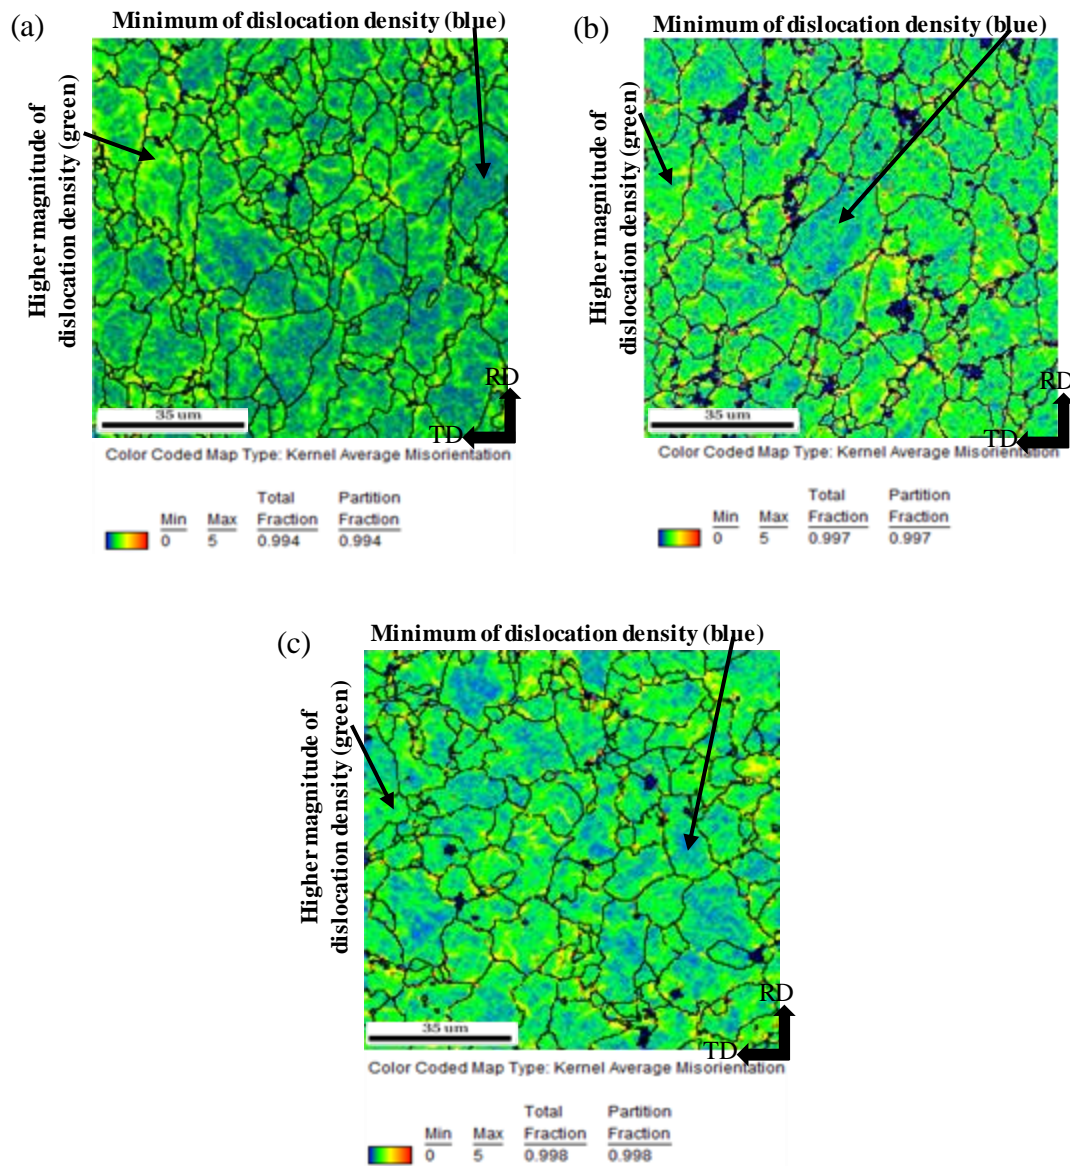 (a)
Minimum of dislocation density (blue)
Higher magnitude of
dislocation density (green)
RD
35 um
TD
Color Coded Map Type: Kernel Average Misorientation
Total Partition
Min Max Fraction Fraction
0 5 0.994 0.994
(b)
Minimum of dislocation density (blue)
Higher magnitude of
dislocation density (green)
RD
35 um
TD
Color Coded Map Type: Kernel Average Misorientation
Total Partition
Min Max Fraction Fraction
0 5 0.997 0.997
(c)
Minimum of dislocation density (blue)
Higher magnitude of
dislocation density (green)
RD
35 um
TD
Color Coded Map Type: Kernel Average Misorientation
Total Partition
Min Max Fraction Fraction
0 5 0.998 0.998